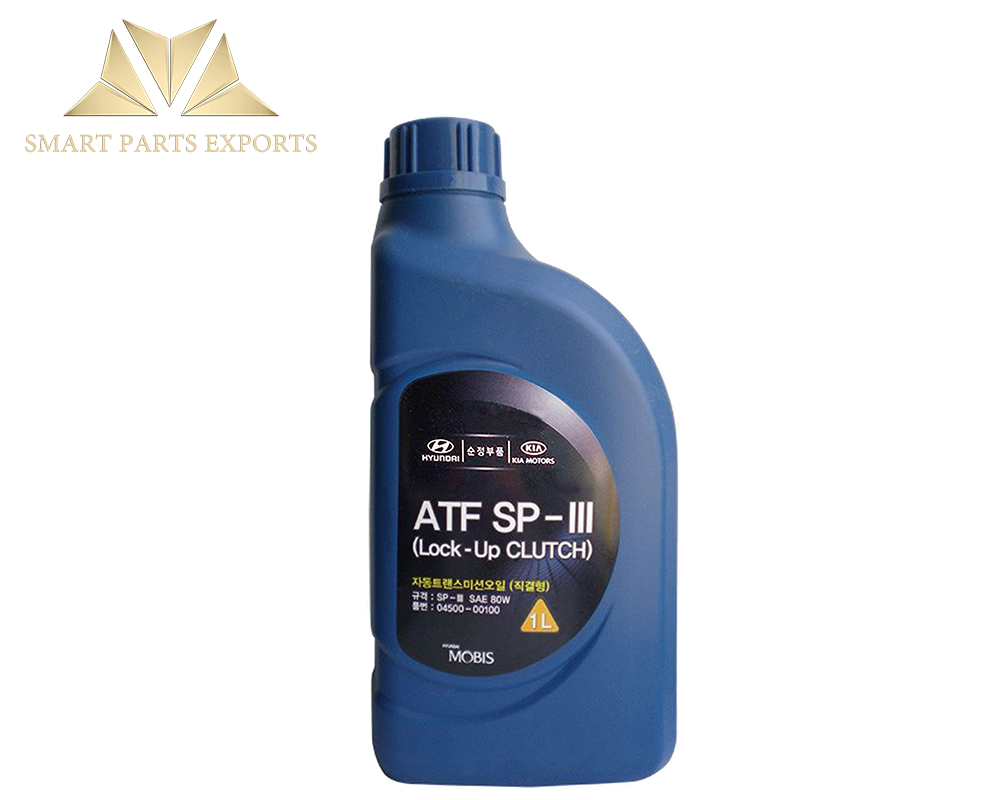 SMART PARTS EXPORTS
HYUNDAI
순정부품
KIA
KIA MOTORS
ATF SP-III
(Lock-Up CLUTCH)
자동트랜스미션오일 (직결형)
규격 : SP-III SAE 80W
품번 : 04500-00100
1L
HYUNDAI
MOBIS